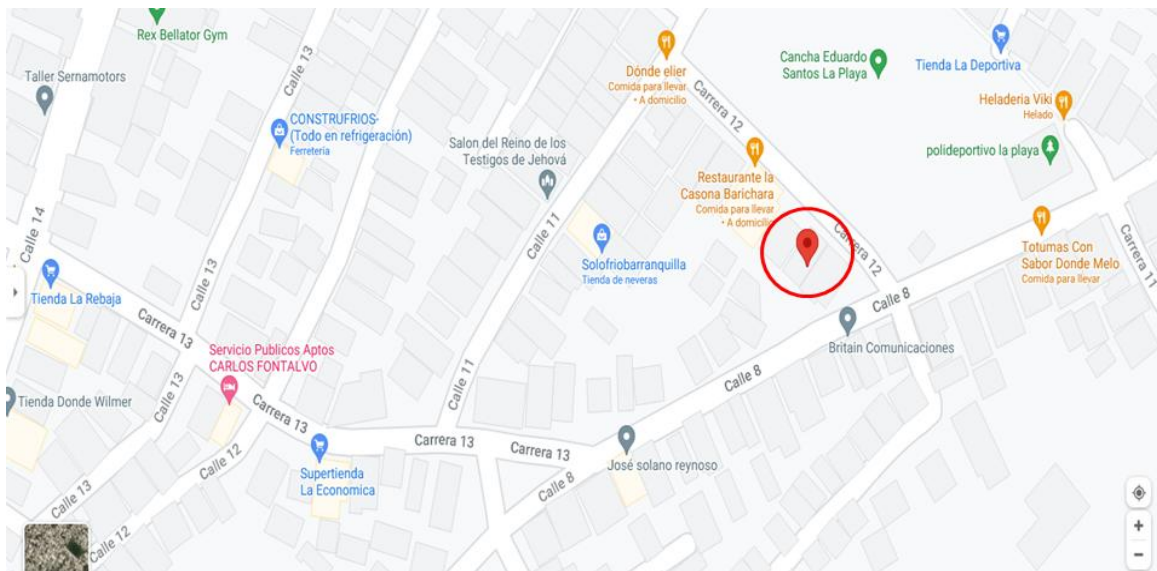 Rex Bellator Gym
Taller Sernamotors
Calle 13
CONSTRUFRIOS-
(Todo en refrigeración)
Ferretería
Dónde elier
Comida para llevar
• A domicilio
Carrera 12
Cancha Eduardo
Santos La Playa
Tienda La Deportiva
Heladeria Viki
Helado
polideportivo la playa
Salon del Reino de los
Testigos de Jehová
Restaurante la
Casona Barichara
Comida para llevar
• A domicilio
Calle 14
Calle 13
Calle 11
Solofriobarranquilla
Tienda de neveras
Carrera 12
Totumas Con
Sabor Donde Melo
Comida para llevar
Carrera 11
Tienda La Rebaja
Carrera 13
Calle 8
Britain Comunicaciones
Servicio Publicos Aptos
CARLOS FONTALVO
Calle 11
Calle 8
Tienda Donde Wilmer
Calle 13
Carrera 13
Carrera 13
Carrera 13
Calle 12
Supertienda
La Economica
José solano reynoso
Calle 8
Calle 13
Calle 12